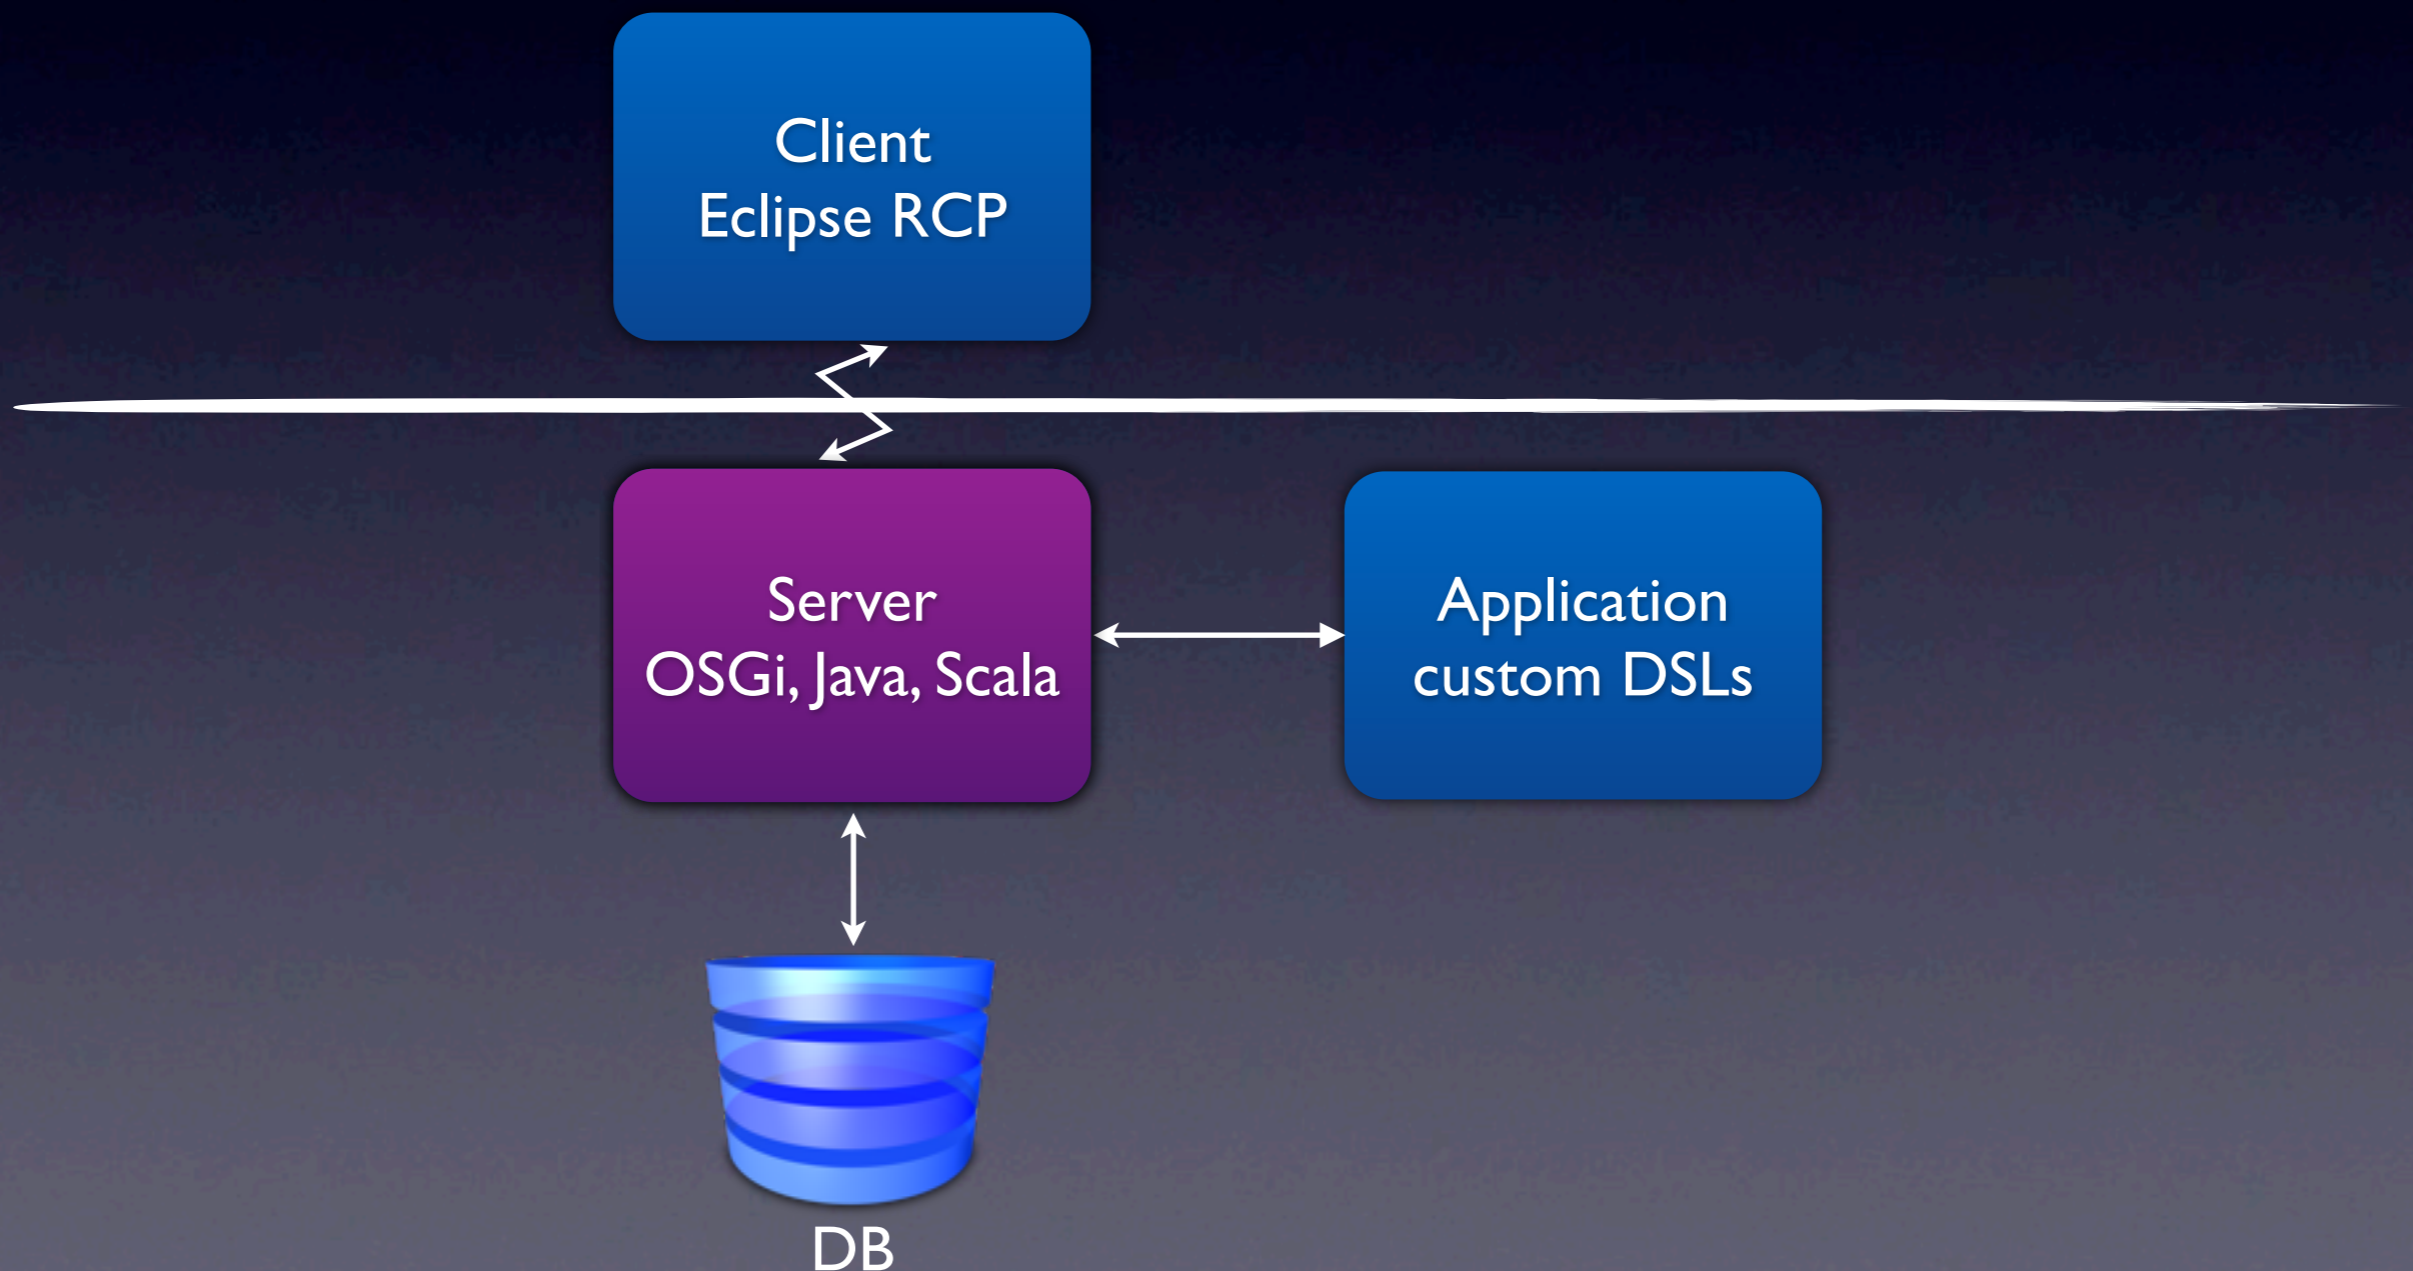 Client
Eclipse RCP
Server
OSGi, Java, Scala
Application
custom DSLs
DB